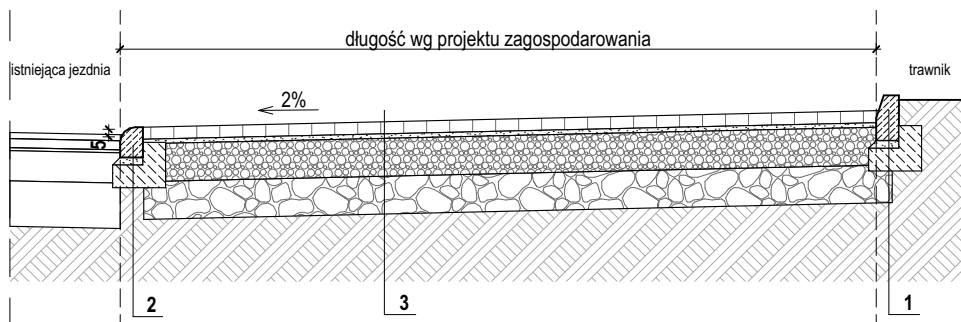 długość wg projektu zagospodarowania
istniejąca jezdnia
trawnik
2%
5
2
3
1